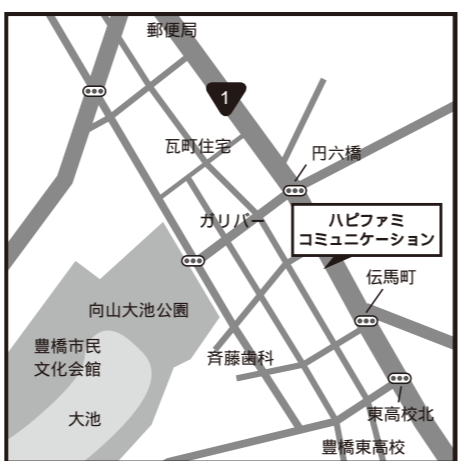 郵便局
1
瓦町住宅
円六橋
ガリバー
ハピファミ
コミュニケーション
伝馬町
向山大池公園
豊橋市民
文化会館
斉藤歯科
大池
東高校北
豊橋東高校